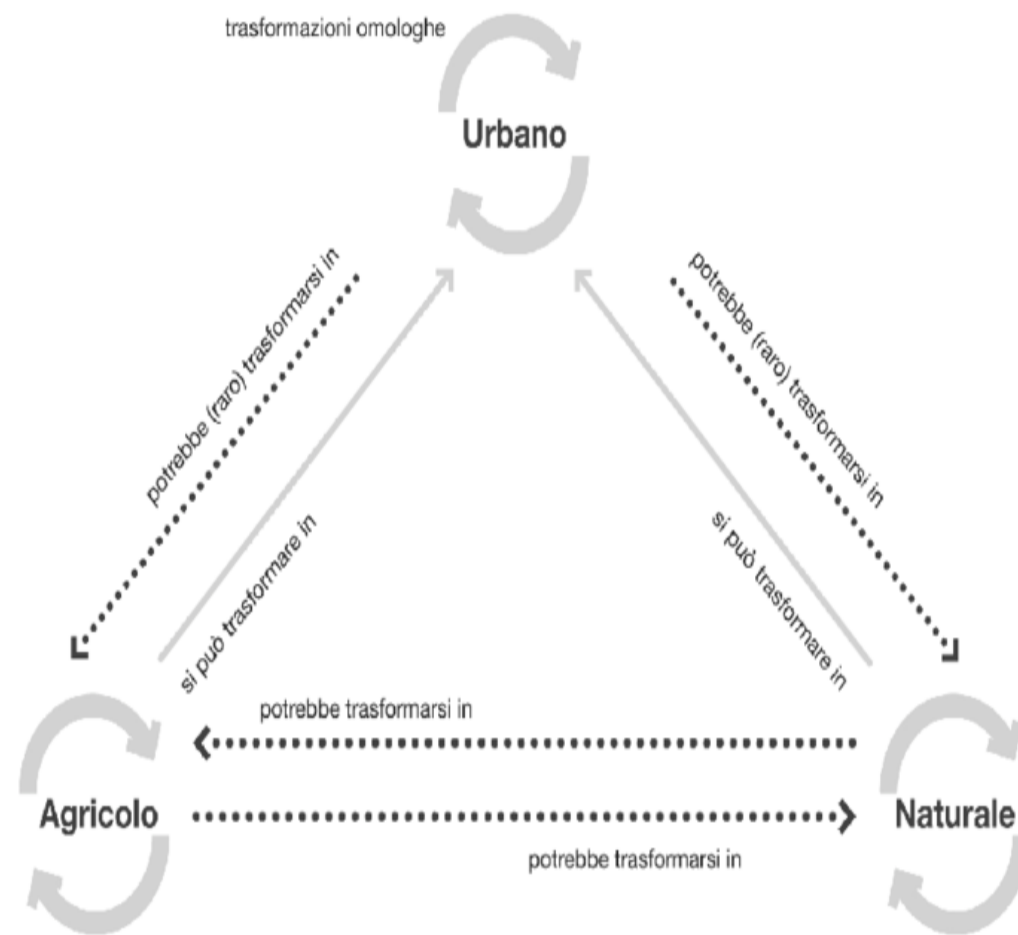 trasformazioni omologhe
Urbano
potrebbe (raro) trasformarsi in
potrebbe (raro) trasformarsi in
si può trasformare in
si può trasformare in
potrebbe trasformarsi in
Agricolo
Naturale
potrebbe trasformarsi in